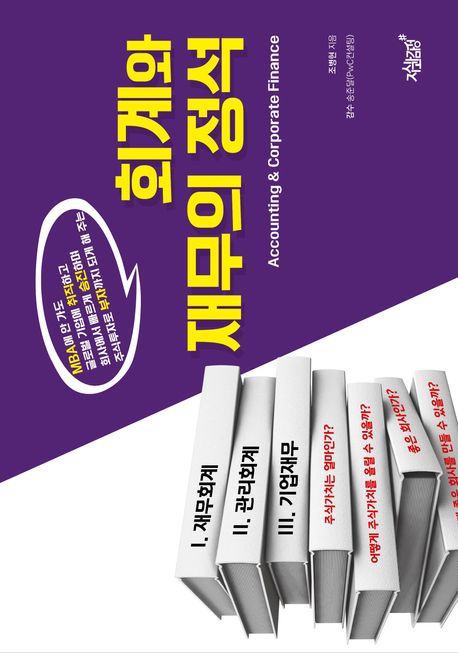 MBA에 안 가도
글로벌 기업에 취직하고
회사에서 빠르게 승진하며
주식투자로 부자까지 되게 해 주는
회계와
재무의 정석
Accounting & Corporate Finance
조병현 지음
감수 송준달(PwC컨설팅)
지식과감성#
I. 재무회계
II. 관리회계
III. 기업재무
주식가치는 얼마인가?
어떻게 주식가치를 올릴 수 있을까?
좋은 회사인가?
좋은 회사를 만들 수 있을까?